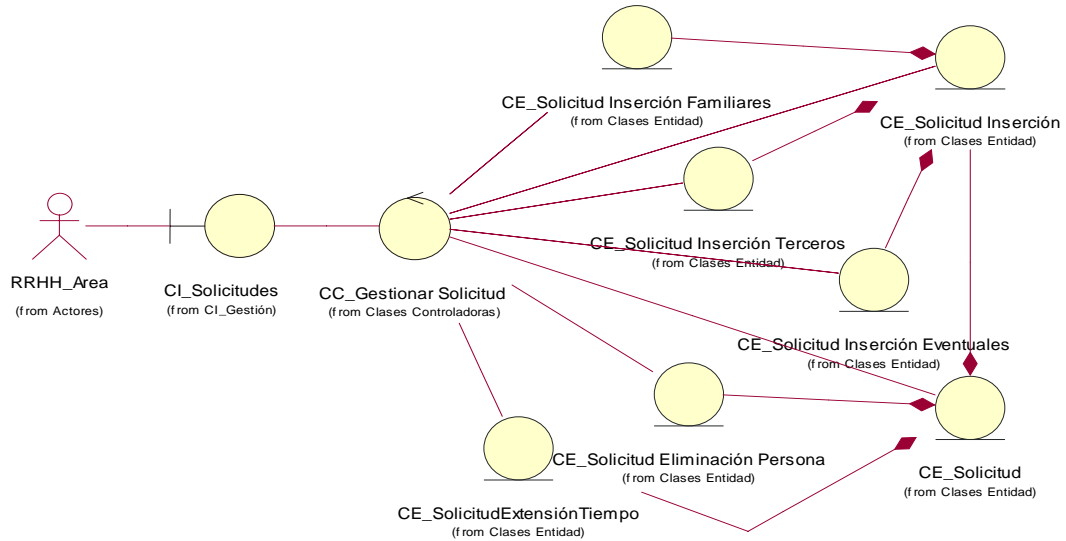 CE_Solicitud Inserción Familiares
(from Clases Entidad)
CE_Solicitud Inserción
(from Clases Entidad)
CE_Solicitud Inserción Terceros
(from Clases Entidad)
RRHH_Area
(from Actores)
CI_Solicitudes
(from CI_Gestión)
CC_Gestionar Solicitud
(from Clases Controladoras)
CE_Solicitud Inserción Eventuales
(from Clases Entidad)
CE_Solicitud Eliminación Persona
(from Clases Entidad)
CE_Solicitud
(from Clases Entidad)
CE_SolicitudExtensiónTiempo
(from Clases Entidad)